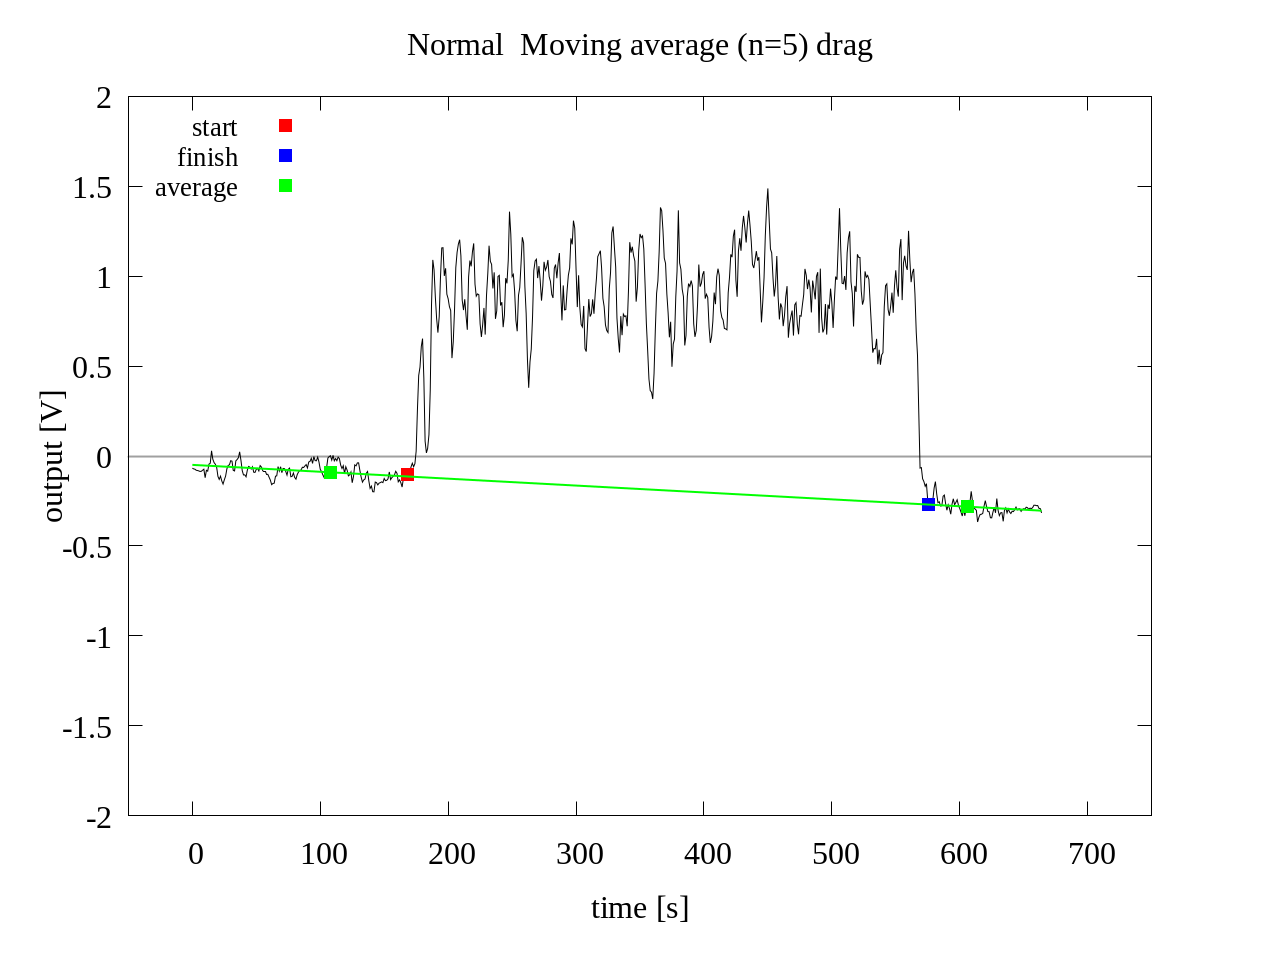 Normal  Moving average (n=5) drag
start
finish
average
2
1.5
1
0.5
0
-0.5
-1
-1.5
-2
output [V]
0 100 200 300 400 500 600 700
time [s]